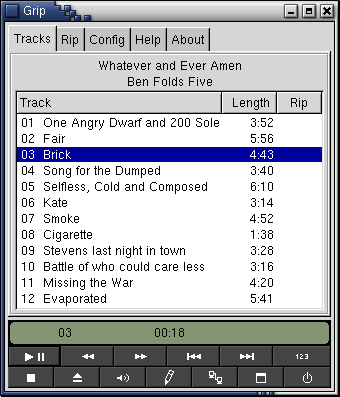 Grip
Tracks Rip Config Help About
Whatever and Ever Amen
Ben Folds Five
Track Length Rip
01 One Angry Dwarf and 200 Sole 3:52
02 Fair 5:56
03 Brick 4:43
04 Song for the Dumped 3:40
05 Selfless, Cold and Composed 6:10
06 Kate 3:14
07 Smoke 4:52
08 Cigarette 1:38
09 Stevens last night in town 3:28
10 Battle of who could care less 3:16
11 Missing the War 4:20
12 Evaporated 5:41
03 00:18
123